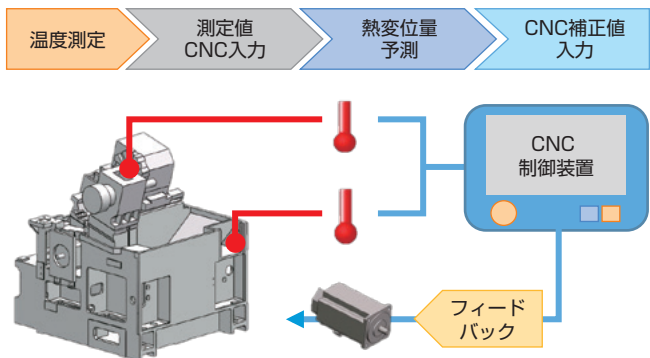 温度測定
測定値
CNC入力
熱変位量
予測
CNC補正値
入力
CNC
制御装置
フィード
バック